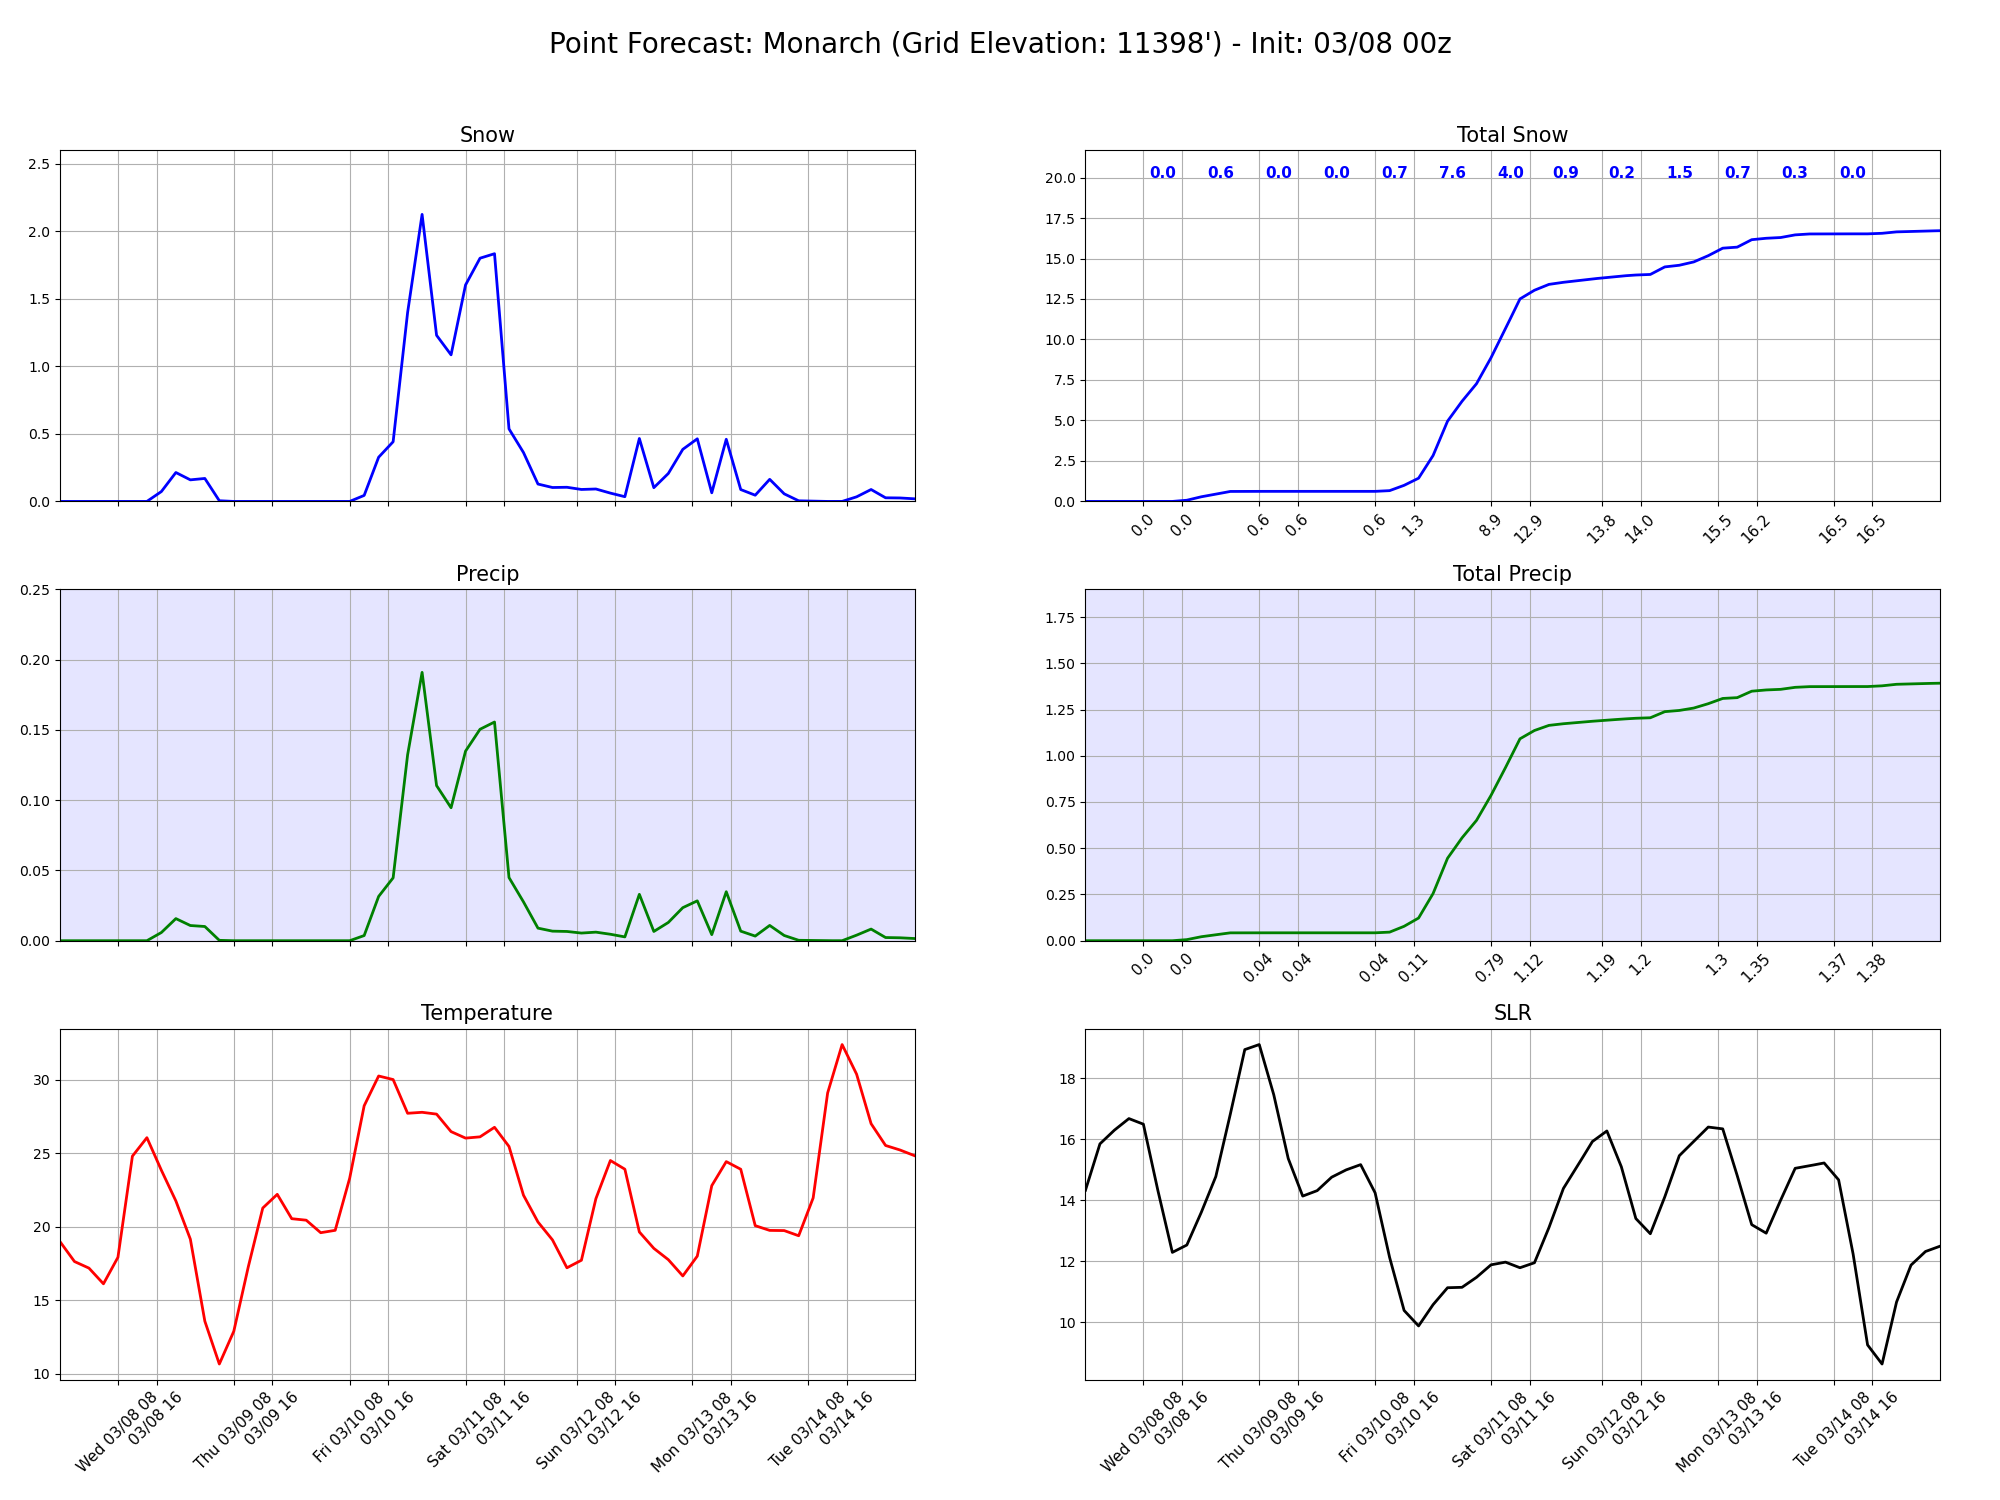 Point Forecast: Monarch (Grid Elevation: 11398') - Init: 03/08 00z
Snow
2.5
2.0
1.5
1.0
0.5
0.0
Total Snow
0.0 0.6 0.0 0.0 0.7 7.6 4.0 0.9 0.2 1.5 0.7 0.3 0.0
20.0
17.5
15.0
12.5
10.0
7.5
5.0
2.5
0.0
0.0 0.0 0.6 0.6 0.6 1.3 8.9 12.9 13.8 14.0 15.5 16.2 16.5 16.5
Precip
0.25
0.20
0.15
0.10
0.05
0.00
Total Precip
1.75
1.50
1.25
1.00
0.75
0.50
0.25
0.00
0.0 0.0 0.04 0.04 0.04 0.11 0.79 1.12 1.19 1.2 1.3 1.35 1.37 1.38
Temperature
30
25
20
15
10
Wed 03/08 08
03/08 16
Thu 03/09 08
03/09 16
Fri 03/10 08
03/10 16
Sat 03/11 08
03/11 16
Sun 03/12 08
03/12 16
Mon 03/13 08
03/13 16
Tue 03/14 08
03/14 16
SLR
18
16
14
12
10
Wed 03/08 08
03/08 16
Thu 03/09 08
03/09 16
Fri 03/10 08
03/10 16
Sat 03/11 08
03/11 16
Sun 03/12 08
03/12 16
Mon 03/13 08
03/13 16
Tue 03/14 08
03/14 16